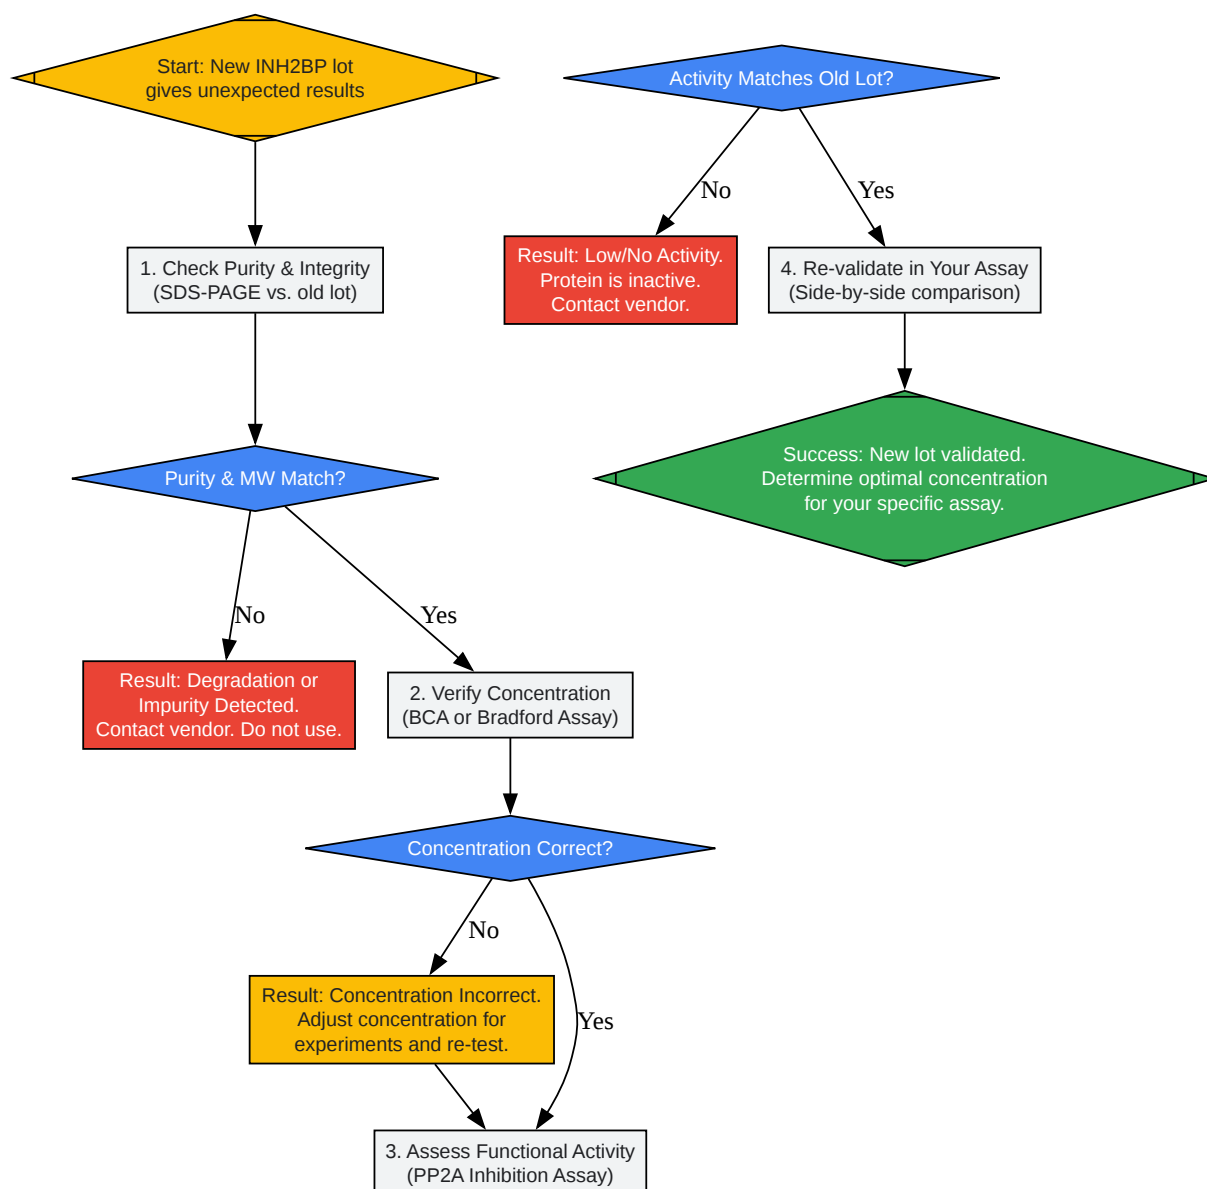 Start: New INH2BP lot
gives unexpected results
1. Check Purity & Integrity
(SDS-PAGE vs. old lot)
Purity & MW Match?
No
Yes
Result: Degradation or
Impurity Detected.
Contact vendor. Do not use.
2. Verify Concentration
(BCA or Bradford Assay)
Concentration Correct?
No
Yes
Result: Concentration Incorrect.
Adjust concentration for
experiments and re-test.
3. Assess Functional Activity
(PP2A Inhibition Assay)
Activity Matches Old Lot?
No
Yes
Result: Low/No Activity.
Protein is inactive.
Contact vendor.
4. Re-validate in Your Assay
(Side-by-side comparison)
Success: New lot validated.
Determine optimal concentration
for your specific assay.